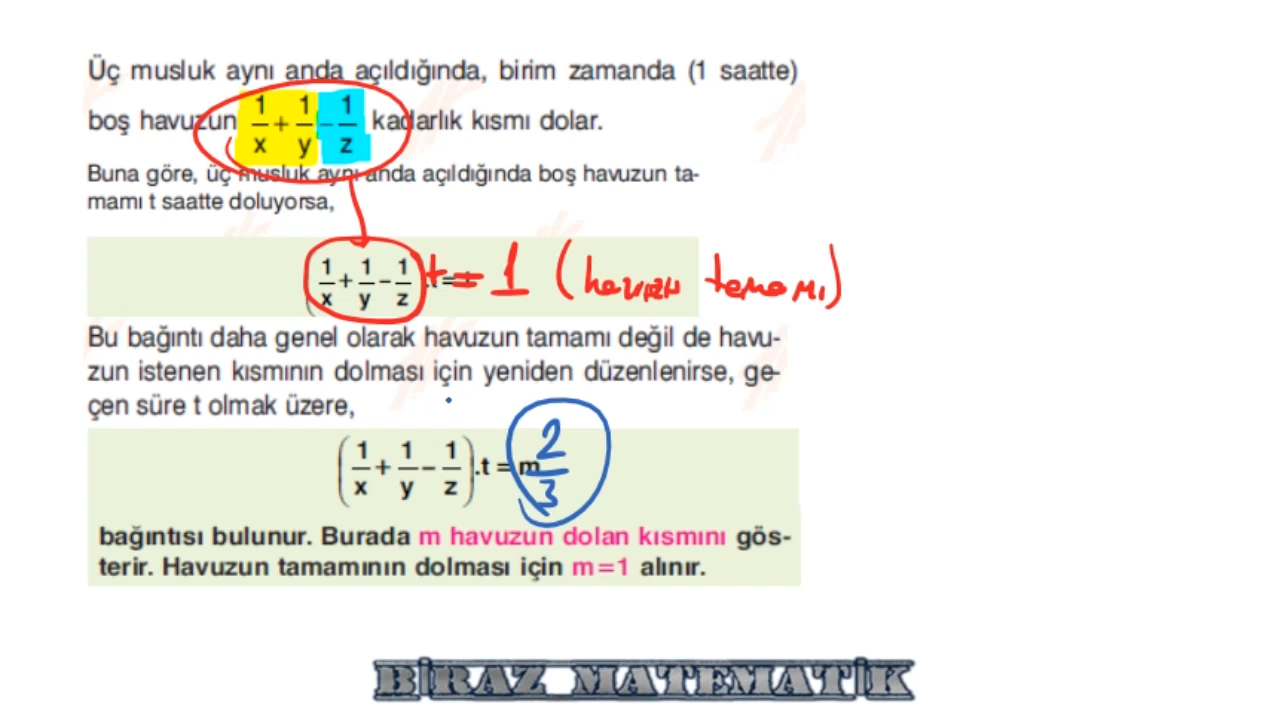 Üç musluk aynı anda açıldığında, birim zamanda (1 saatte)
boş havuzun 1/x + 1/y - 1/z kadarlık kısmı dolar.
Buna göre, üç musluk aynı anda açıldığında boş havuzun ta-
mamı t saatte doluyorsa,
(1/x + 1/y - 1/z) t = 1 (havuzun tamamı)
Bu bağıntı daha genel olarak havuzun tamamı değil de havu-
zun istenen kısmının dolması için yeniden düzenlenirse, ge-
çen süre t olmak üzere,
(1/x + 1/y - 1/z).t = m 2/3
bağıntısı bulunur. Burada m havuzun dolan kısmını gös-
terir. Havuzun tamamının dolması için m=1 alınır.
BİRAZ MATEMATİK